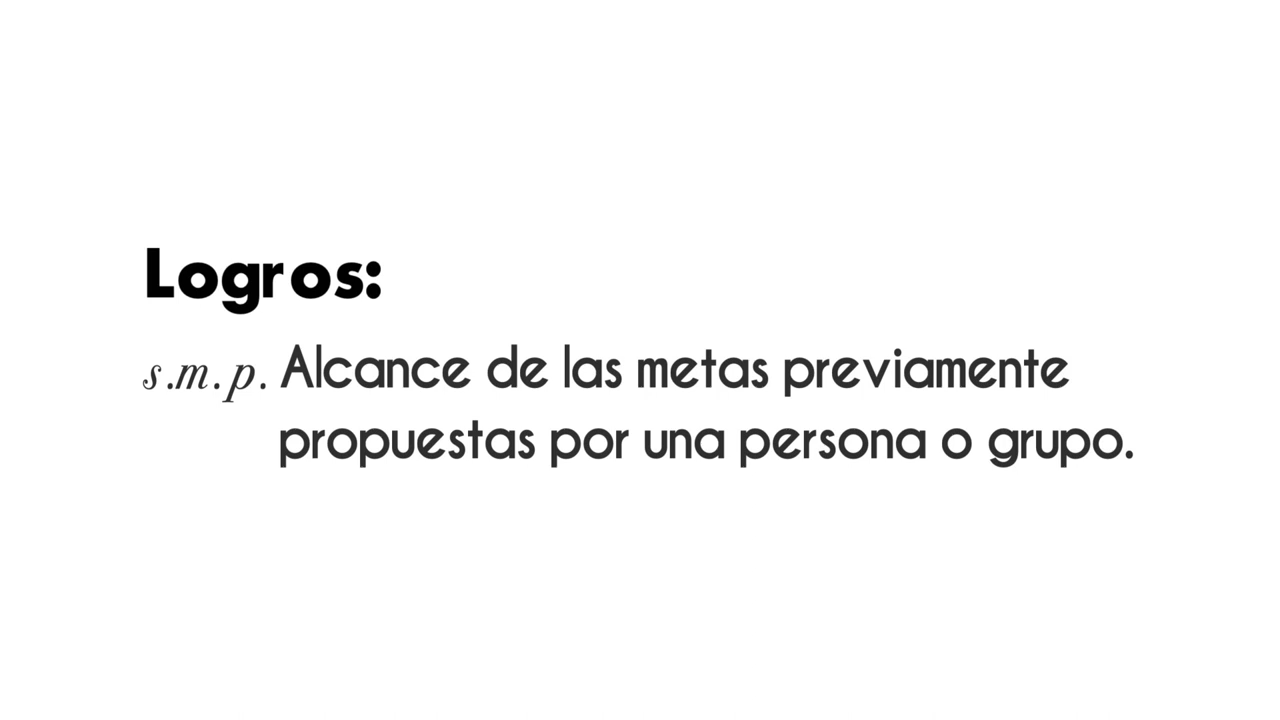 Logros:
s.m.p. Alcance de las metas previamente
propuestas por una persona o grupo.